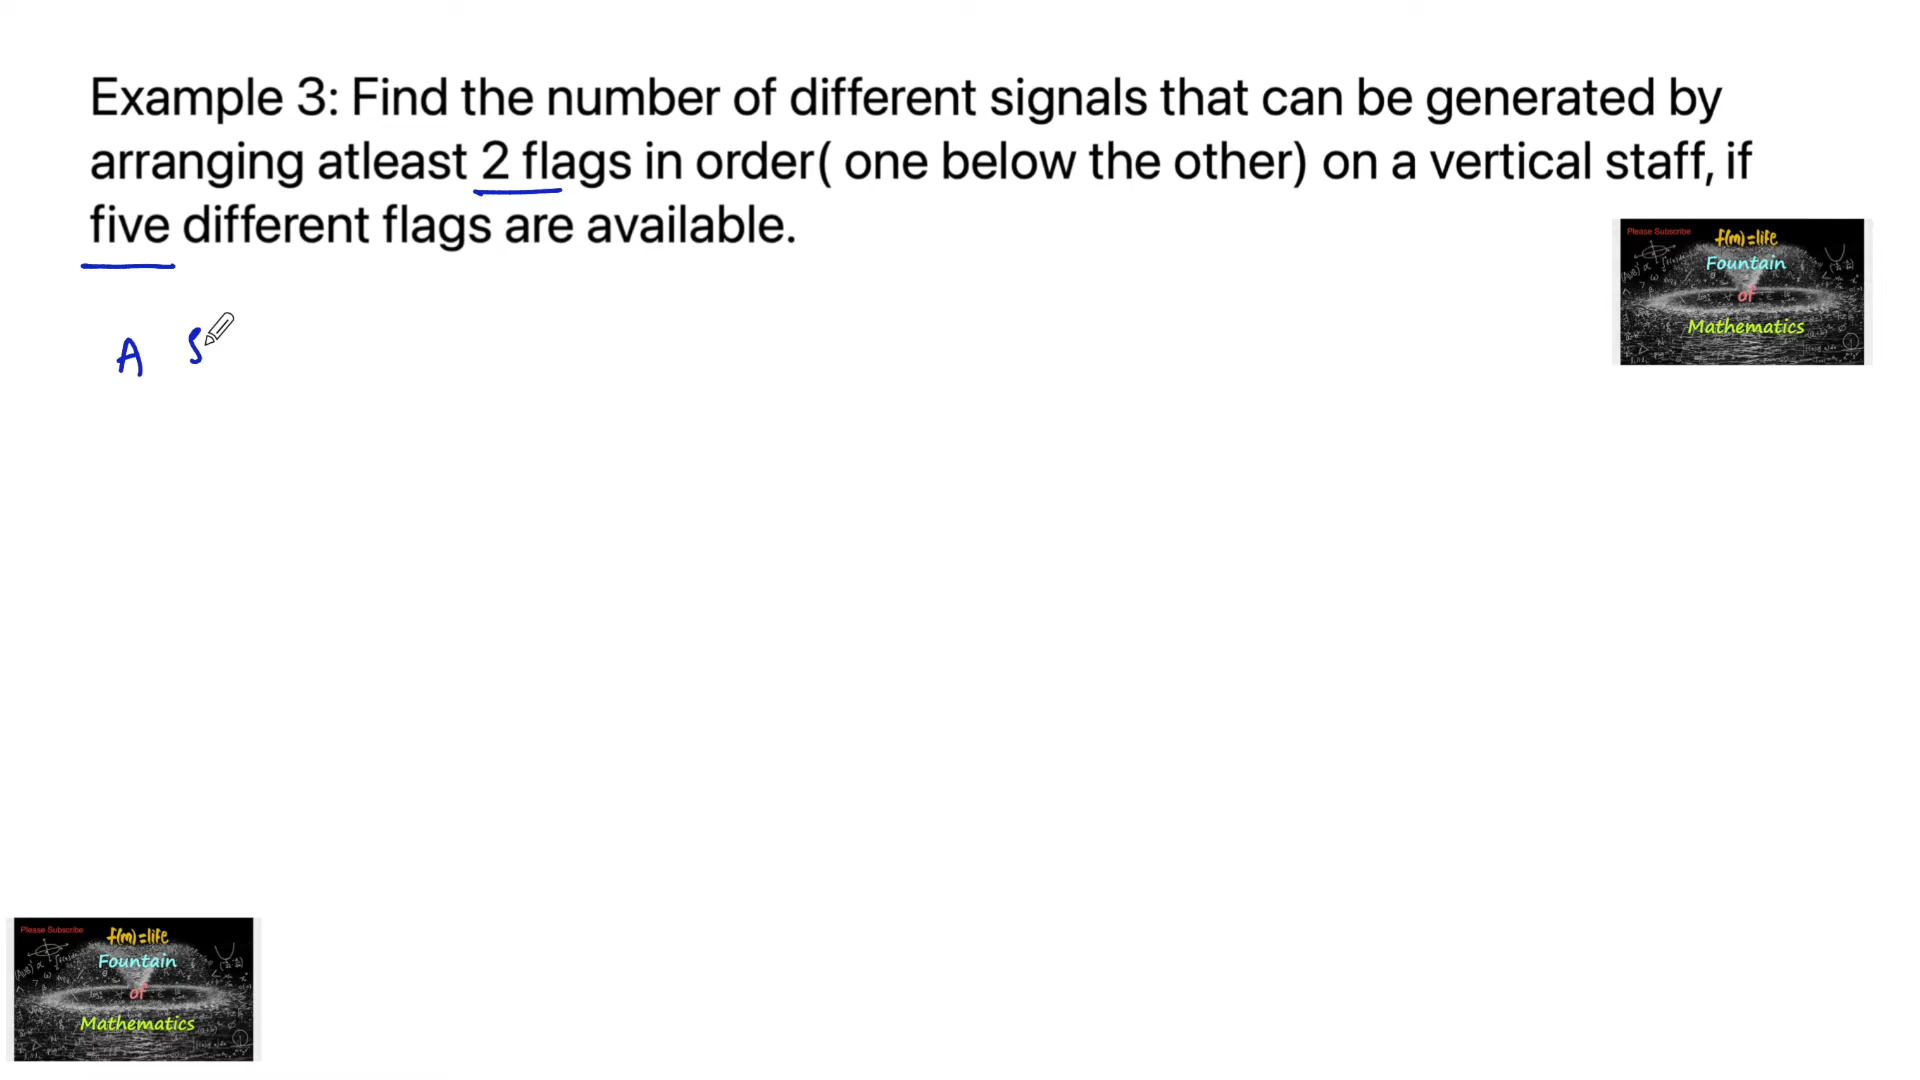 Example 3: Find the number of different signals that can be generated by
arranging atleast 2 flags in order( one below the other) on a vertical staff, if
five different flags are available.
Please Subscribe
f(m)=life
Fountain
of
Mathematics
A S
Please Subscribe
f(m)=life
Fountain
of
Mathematics